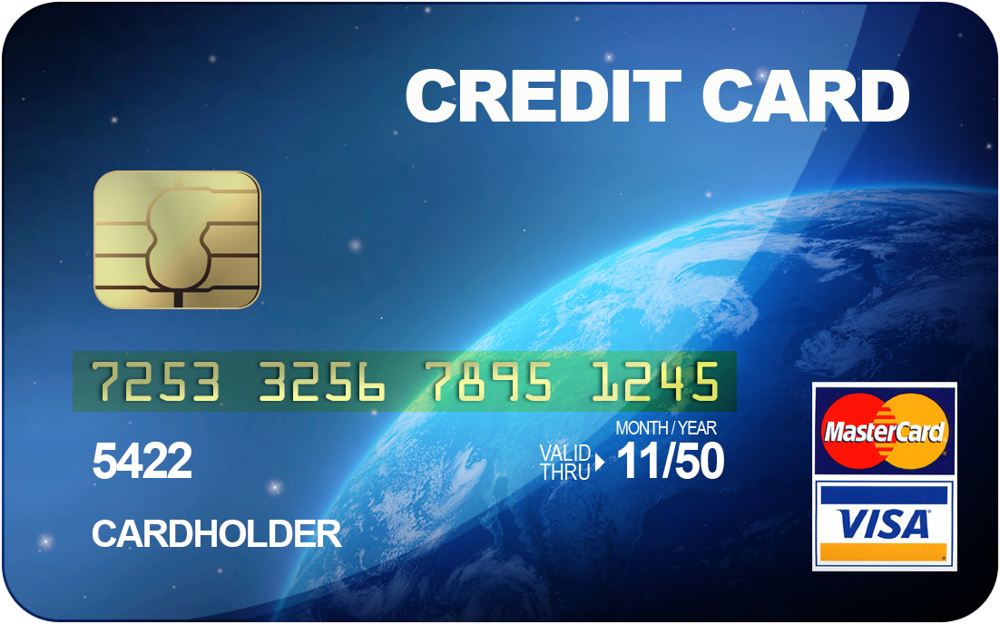 CREDIT CARD
7253 3256 7895 1245
MONTH / YEAR
5422
VALID
THRU
11/50
CARDHOLDER
MasterCard
VISA